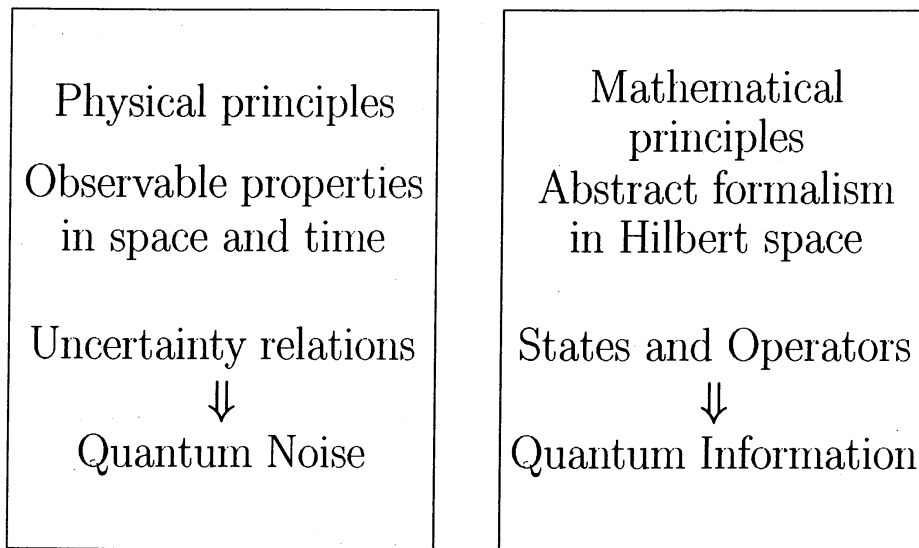 Physical principles
Observable properties
in space and time
Uncertainty relations
⇓
Quantum Noise
Mathematical
principles
Abstract formalism
in Hilbert space
States and Operators
⇓
Quantum Information